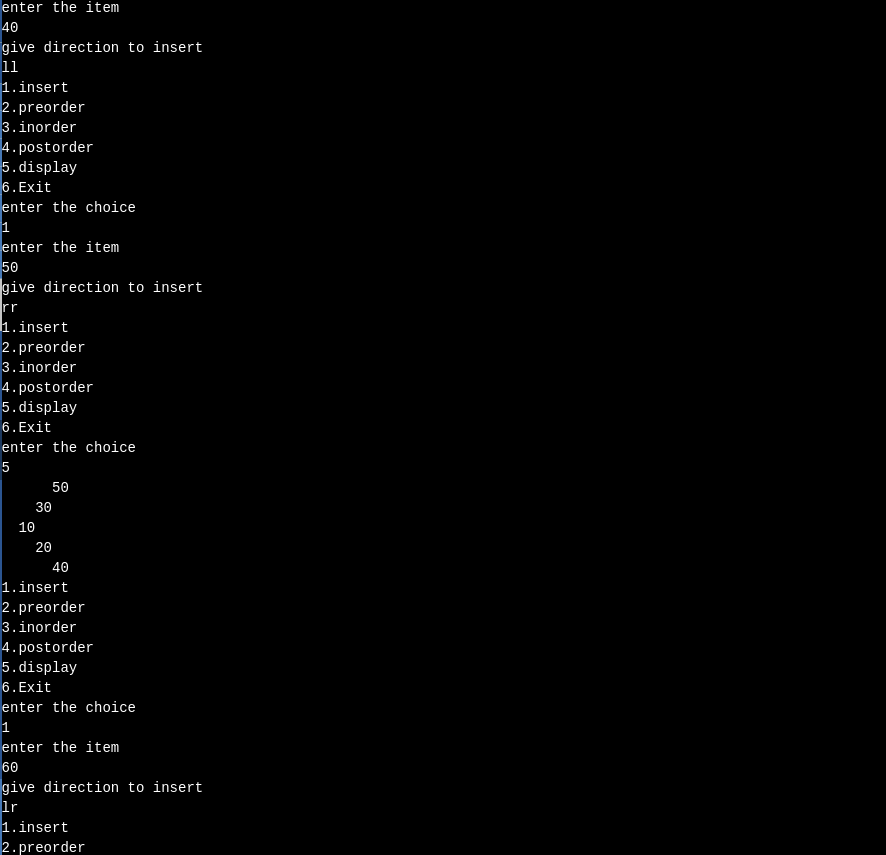 enter the item
40
give direction to insert
ll
1.insert
2.preorder
3.inorder
4.postorder
5.display
6.Exit
enter the choice
1
enter the item
50
give direction to insert
rr
1.insert
2.preorder
3.inorder
4.postorder
5.display
6.Exit
enter the choice
5
      50
    30
  10
    20
      40
1.insert
2.preorder
3.inorder
4.postorder
5.display
6.Exit
enter the choice
1
enter the item
60
give direction to insert
lr
1.insert
2.preorder